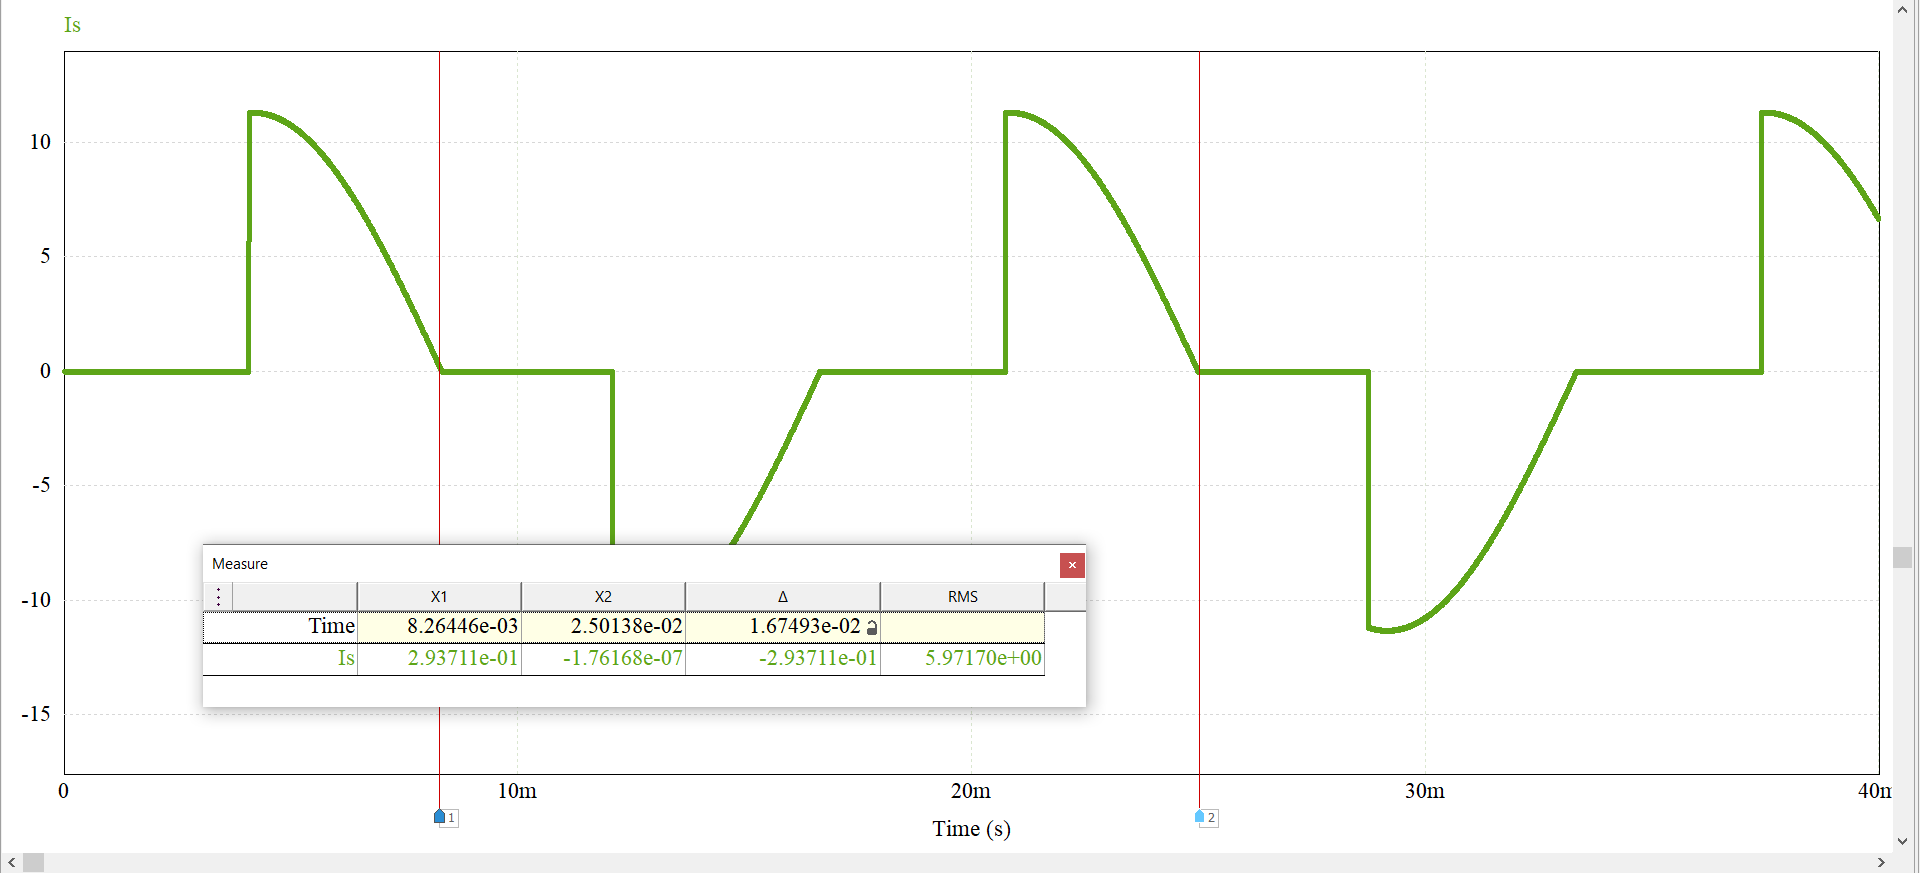 Is
10
5
0
-5
-10
-15
Measure
X1 X2 Δ RMS
Time 8.26446e-03 2.50138e-02 1.67493e-02
Is 2.93711e-01 -1.76168e-07 -2.93711e-01 5.97170e+00
0 10m 20m 30m 40m
1 2
Time (s)